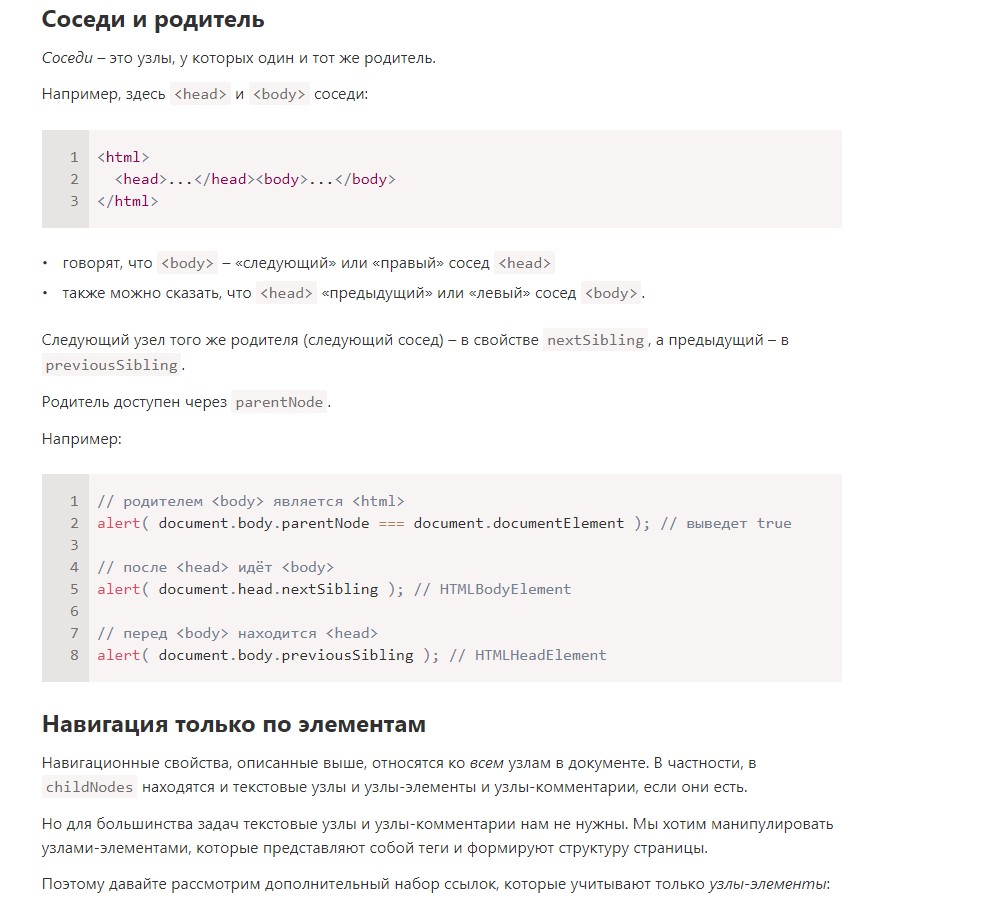 Соседи и родитель
Соседи – это узлы, у которых один и тот же родитель.
Например, здесь <head> и <body> соседи:
1 <html>
2   <head>...</head><body>...</body>
3 </html>
• говорят, что <body> – «следующий» или «правый» сосед <head>
• также можно сказать, что <head> «предыдущий» или «левый» сосед <body>.
Следующий узел того же родителя (следующий сосед) – в свойстве nextSibling, а предыдущий – в
previousSibling.
Родитель доступен через parentNode.
Например:
1 // родителем <body> является <html>
2 alert( document.body.parentNode === document.documentElement ); // выведет true
3
4 // после <head> идёт <body>
5 alert( document.head.nextSibling ); // HTMLBodyElement
6
7 // перед <body> находится <head>
8 alert( document.body.previousSibling ); // HTMLHeadElement
Навигация только по элементам
Навигационные свойства, описанные выше, относятся ко всем узлам в документе. В частности, в
childNodes находятся и текстовые узлы и узлы-элементы и узлы-комментарии, если они есть.
Но для большинства задач текстовые узлы и узлы-комментарии нам не нужны. Мы хотим манипулировать
узлами-элементами, которые представляют собой теги и формируют структуру страницы.
Поэтому давайте рассмотрим дополнительный набор ссылок, которые учитывают только узлы-элементы: